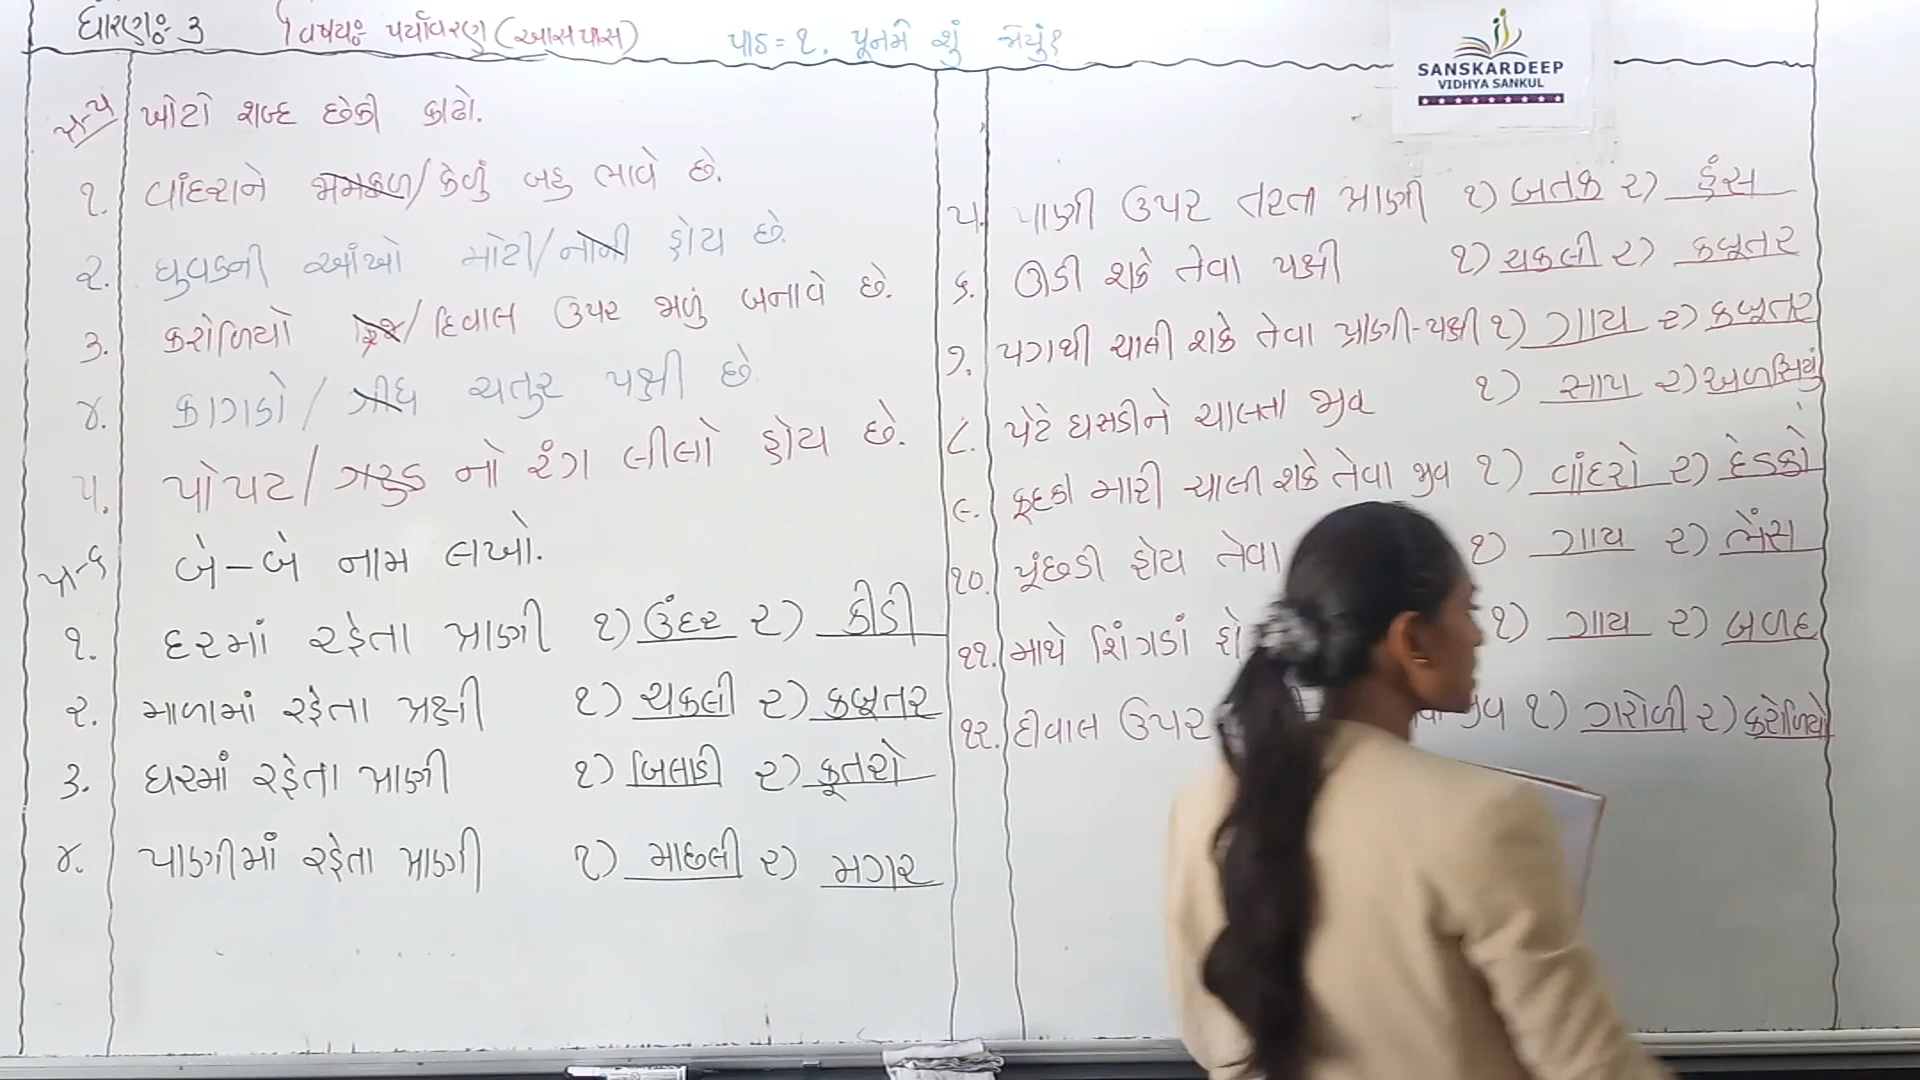 ધોરણઃ ૩ વિષયઃ પર્યાવરણ (આસપાસ) પાઠ = ૧. પૂનમે શું જોયું?
SANSKARDEEP
VIDHYA SANKUL
પ્ર-૫ ખોટો શબ્દ છેકી કાઢો.
૧. વાંદરાને જમફળ/કેળું બહુ ભાવે છે.
૨. ઘુવડની આંખો મોટી/નાની હોય છે.
૩. કરોળિયો /દિવાલ ઉપર જાળું બનાવે છે.
૪. કાગડો/ગીધ ચતુર પક્ષી છે.
૫. પોપટ/ગરુડ નો રંગ લીલો હોય છે.
પ્ર-૬ બે-બે નામ લખો.
૧. દરમાં રહેતા પ્રાણી ૧) ઉંદર ૨) કીડી
૨. માળામાં રહેતા પક્ષી ૧) ચકલી ૨) કબૂતર
૩. ઘરમાં રહેતા પ્રાણી ૧) બિલાડી ૨) કૂતરો
૪. પાણીમાં રહેતા પ્રાણી ૧) માછલી ૨) મગર
૫. પાણી ઉપર તરતા પ્રાણી ૧) બતક ૨) હંસ
૬. ઊડી શકે તેવા પક્ષી ૧) ચકલી ૨) કબૂતર
૭. પગથી ચાલી શકે તેવા પ્રાણી-પક્ષી ૧) ગાય ૨) કબૂતર
૮. પેટે ઘસડીને ચાલતા જીવ ૧) સાપ ૨) અળસિયું
૯. કૂદકા મારી ચાલી શકે તેવા જીવ ૧) વાંદરો ૨) દેડકો
૧૦. પૂંછડી હોય તેવા ૧) ગાય ૨) ભેંસ
૧૧. માથે શિંગડાં હો ૧) ગાય ૨) બળદ
૧૨. દીવાલ ઉપર જીવ ૧) ગરોળી ૨) કરોળિયો